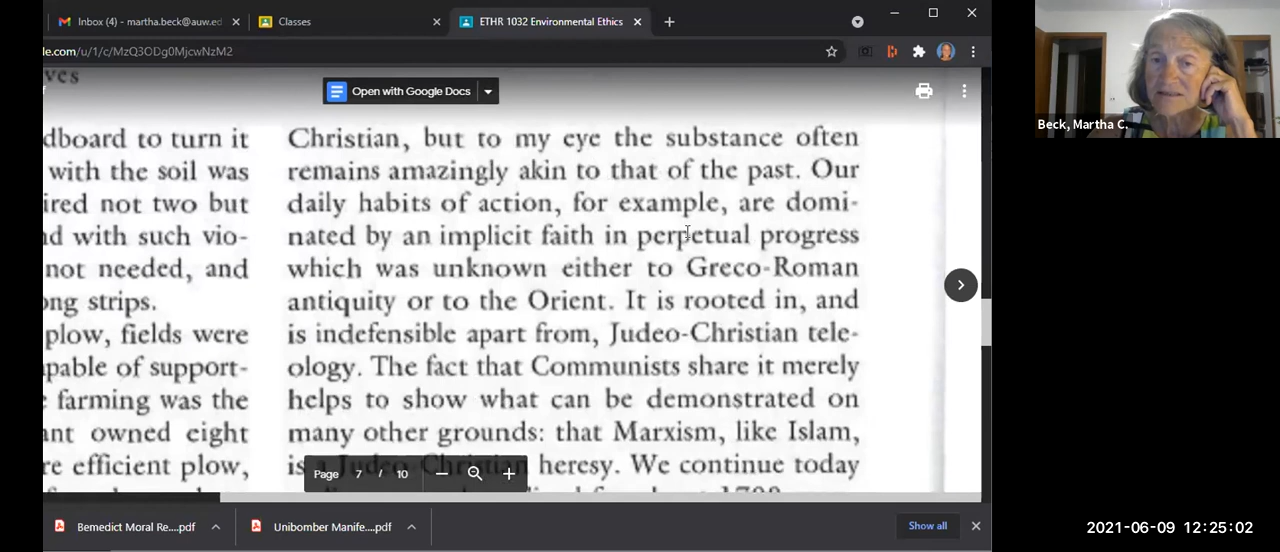 Inbox (4) - martha.beck@auw.ed
Classes
ETHR 1032 Environmental Ethics
le.com/u/1/c/MzQ3ODg0MjcwNzM2
ves
Open with Google Docs
dboard to turn it
with the soil was
ired not two but
d with such vio-
not needed, and
ong strips.
plow, fields were
pable of support-
farming was the
ant owned eight
re efficient plow,
Christian, but to my eye the substance often
remains amazingly akin to that of the past. Our
daily habits of action, for example, are domi-
nated by an implicit faith in perpetual progress
which was unknown either to Greco-Roman
antiquity or to the Orient. It is rooted in, and
is indefensible apart from, Judeo-Christian tele-
ology. The fact that Communists share it merely
helps to show what can be demonstrated on
many other grounds: that Marxism, like Islam,
is a Judeo-Christian heresy. We continue today
Page 7 / 10
Bemedict Moral Re....pdf
Unibomber Manife....pdf
Show all
Beck, Martha C.
2021-06-09 12:25:02